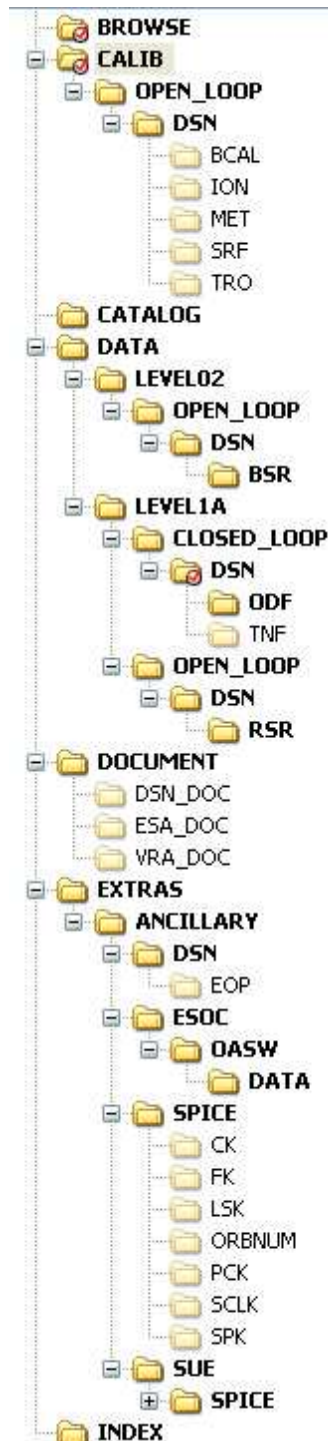 BROWSE
CALIB
OPEN_LOOP
DSN
BCAL
ION
MET
SRF
TRO
CATALOG
DATA
LEVEL02
OPEN_LOOP
DSN
BSR
LEVEL1A
CLOSED_LOOP
DSN
ODF
TNF
OPEN_LOOP
DSN
RSR
DOCUMENT
DSN_DOC
ESA_DOC
VRA_DOC
EXTRAS
ANCILLARY
DSN
EOP
ESOC
OASW
DATA
SPICE
CK
FK
LSK
ORBNUM
PCK
SCLK
SPK
SUE
SPICE
INDEX